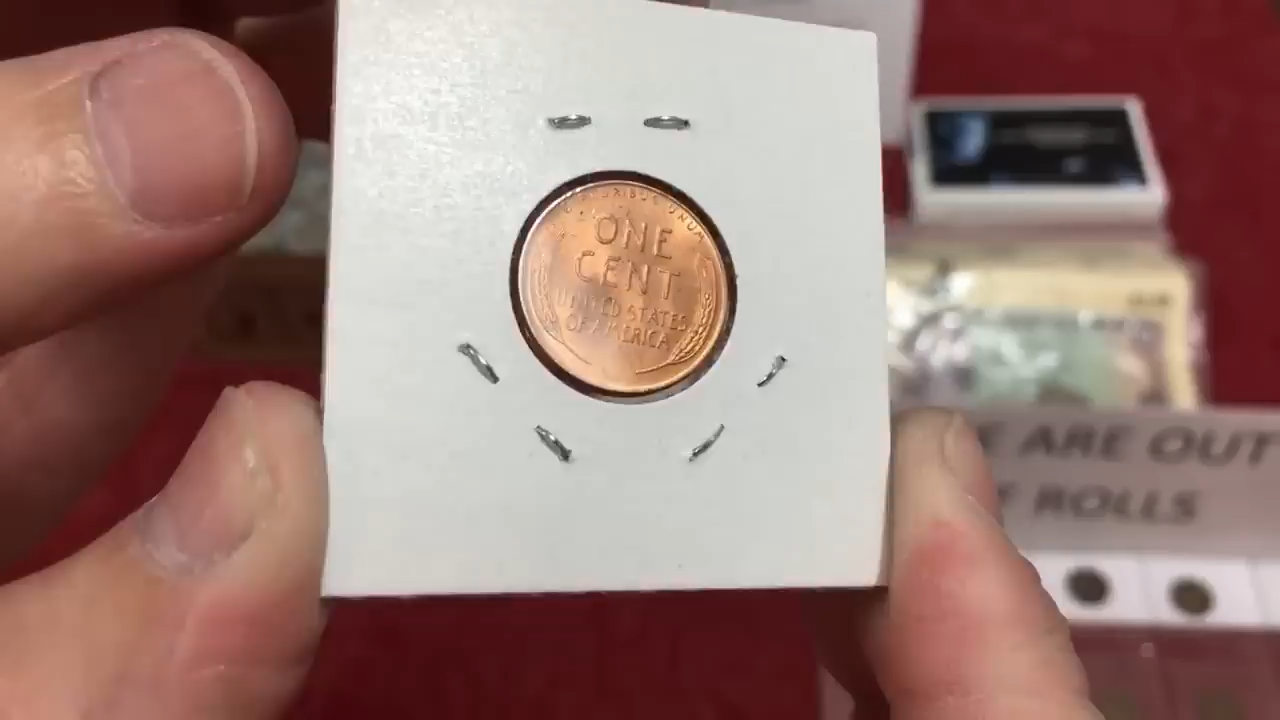 PLURIBUS UNUM
ONE
CENT
UNITED STATES
OF AMERICA
ARE OUT
ROLLS